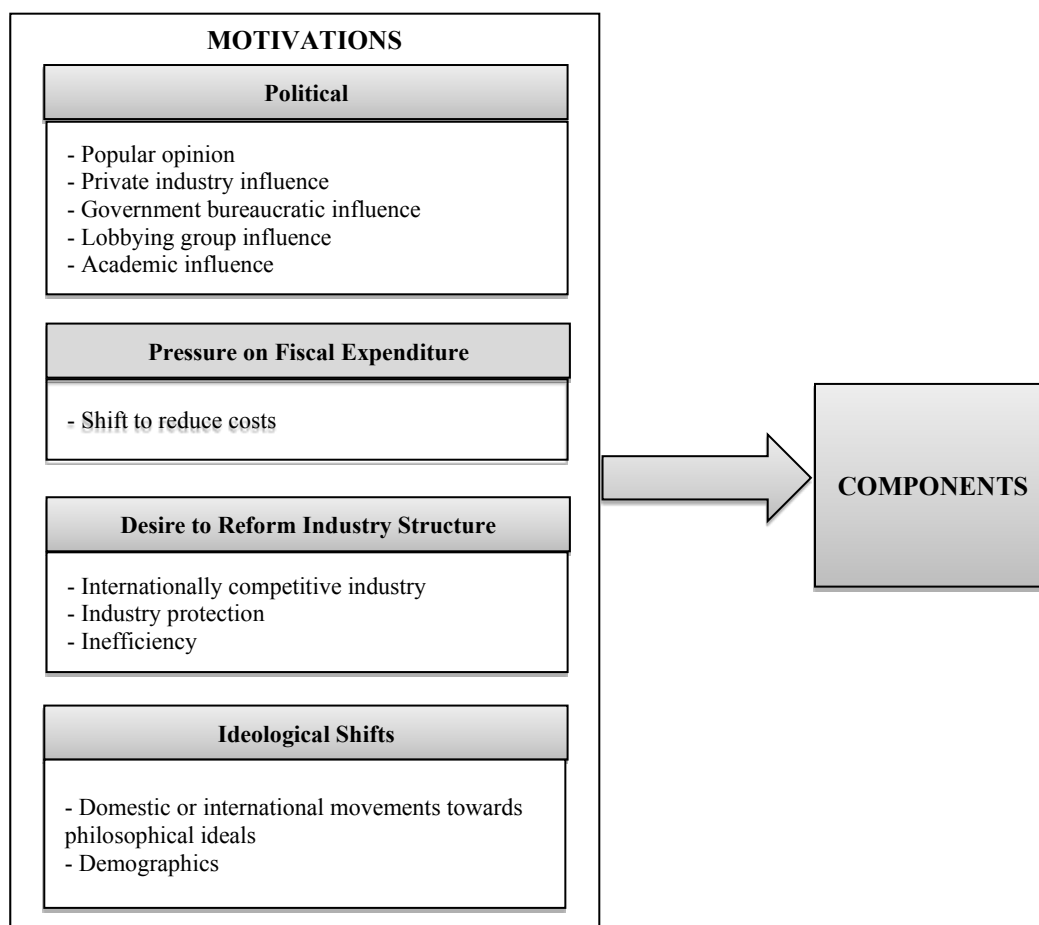 MOTIVATIONS
Political
- Popular opinion
- Private industry influence
- Government bureaucratic influence
- Lobbying group influence
- Academic influence
Pressure on Fiscal Expenditure
- Shift to reduce costs
Desire to Reform Industry Structure
- Internationally competitive industry
- Industry protection
- Inefficiency
Ideological Shifts
- Domestic or international movements towards
philosophical ideals
- Demographics
COMPONENTS